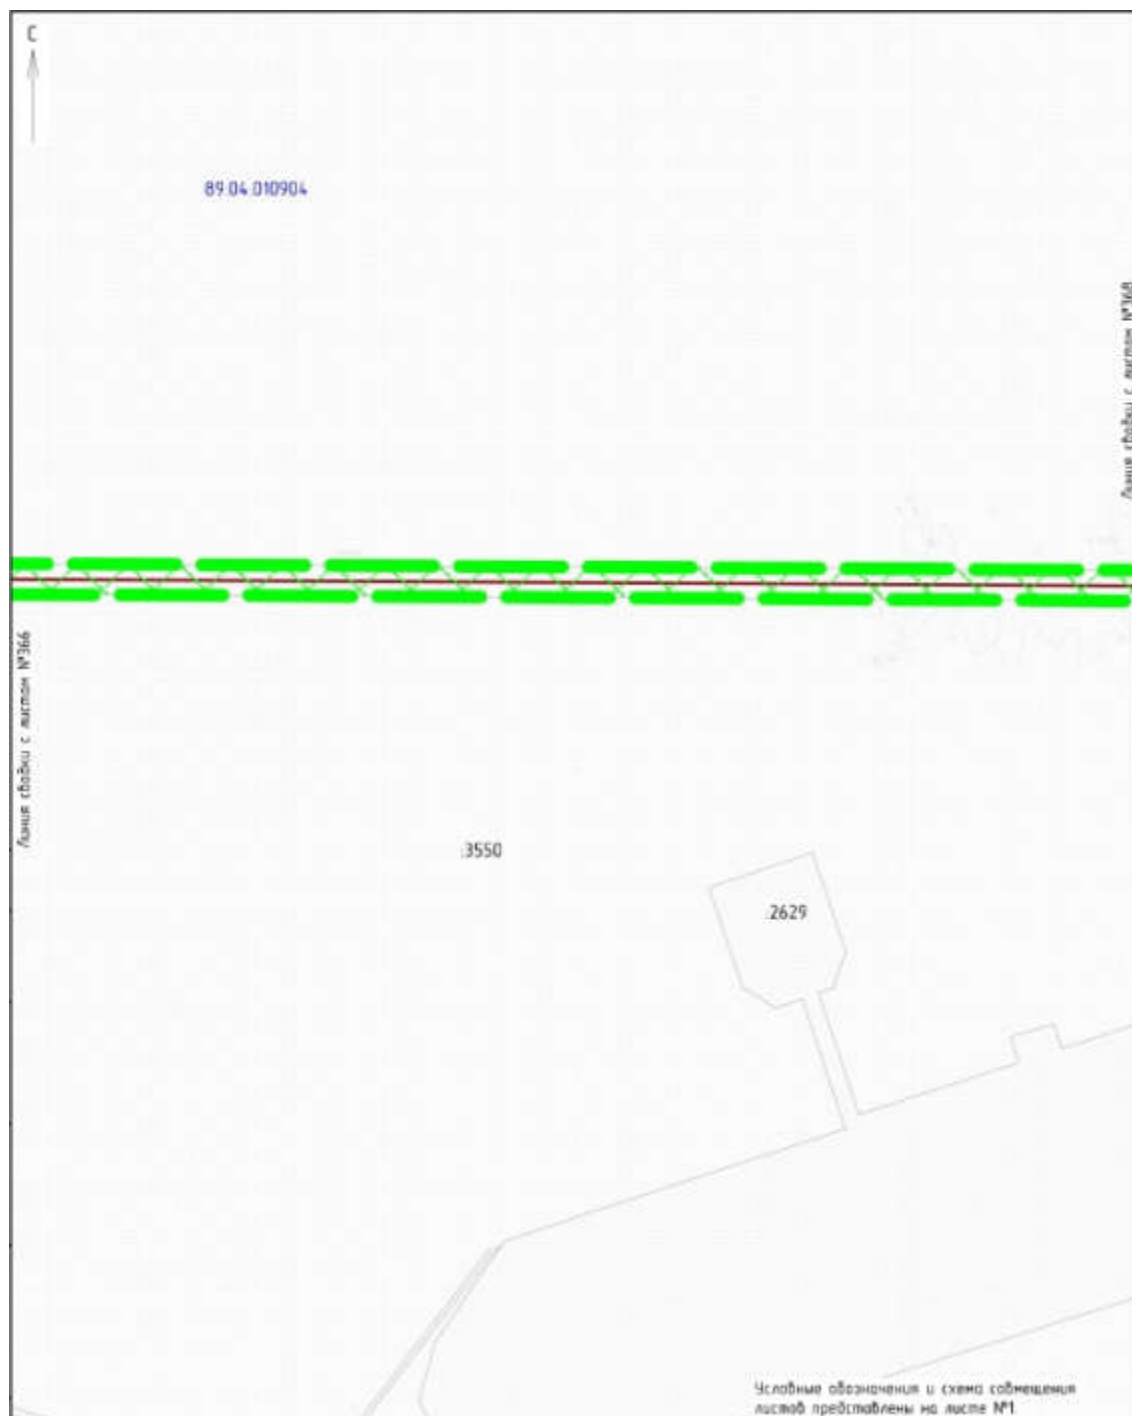 С
89:04:010904
Линия сводки с листом №368
Линия сводки с листом №366
:3550
:2629
Условные обозначения и схема совмещения
листов представлены на листе №1